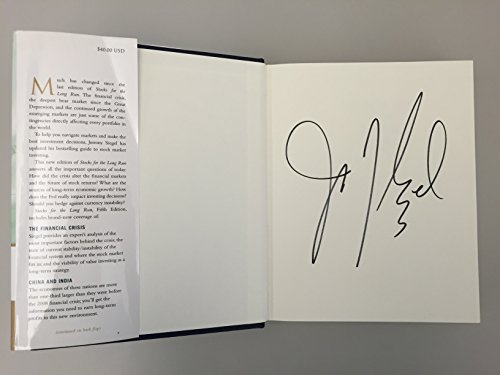 $40.00 USD
Much has changed since the
last edition of Stocks for the
Long Run. The financial crisis,
the deepest bear market since the Great
Depression, and the continued growth of the
emerging markets are just some of the con-
tingencies directly affecting every portfolio in
the world.
To help you navigate markets and make the
best investment decisions, Jeremy Siegel has
updated his bestselling guide to stock market
investing.
This new edition of Stocks for the Long Run
answers all the important questions of today:
How did the crisis alter the financial markets and
the future of stock returns? What are the
sources of long-term economic growth? How
does the Fed really impact investing decisions?
Should you hedge against currency instability?
Stocks for the Long Run, Fifth Edition,
includes brand-new coverage of:
THE FINANCIAL CRISIS
Siegel provides an expert's analysis of the
most important factors behind the crisis, the
state of current stability/instability of the
financial system and where the stock market
fits in; and the viability of value investing as a
long-term strategy.
CHINA AND INDIA
The economies of these nations are more
than one-third larger than they were before
the 2008 financial crisis; you'll get the
information you need to earn long-term
profits in this new environment.
(continued on back flap)